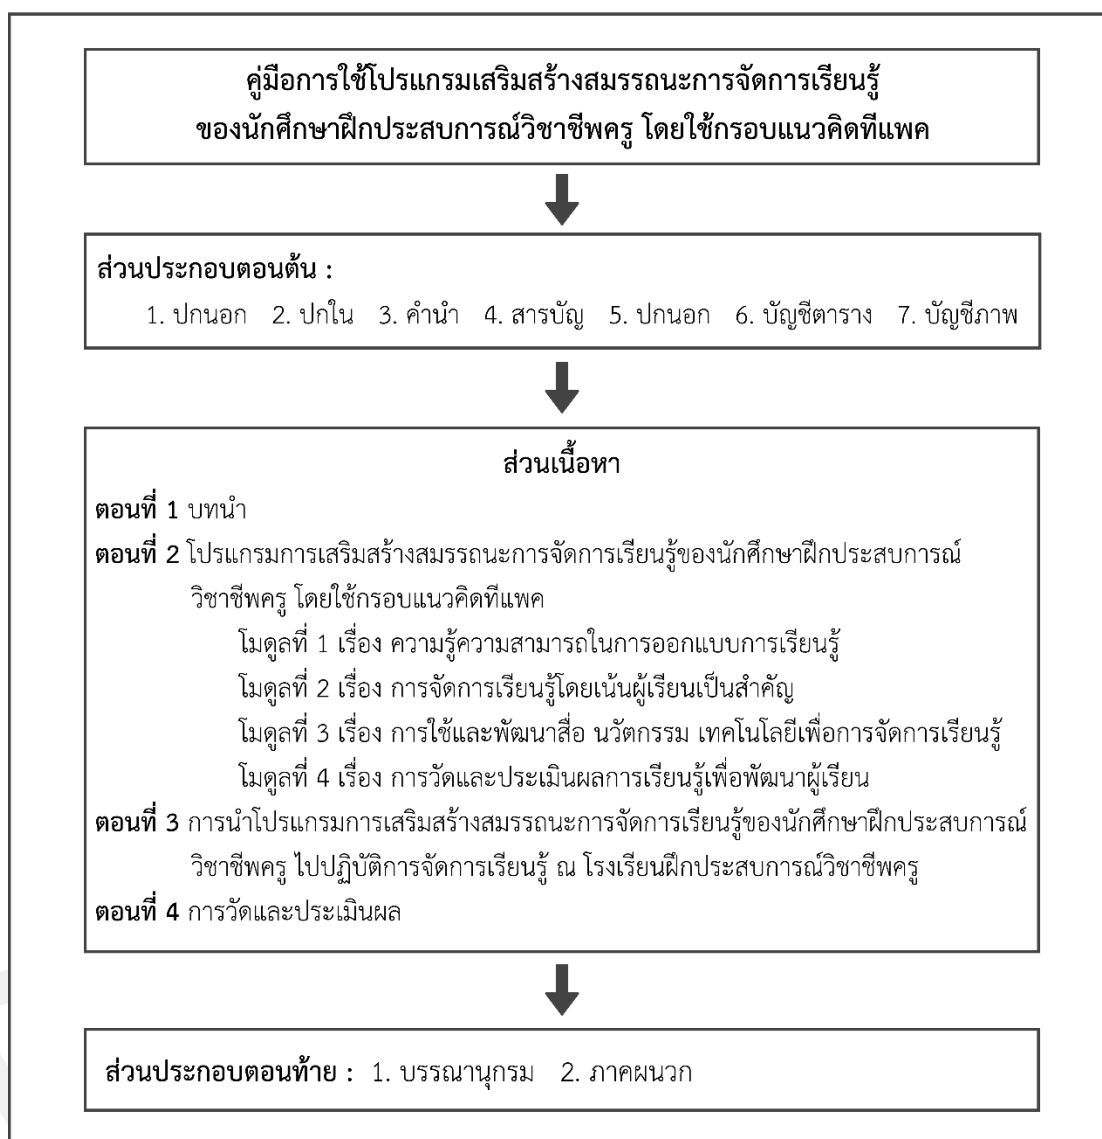 คู่มือการใช้โปรแกรมเสริมสร้างสมรรถนะการจัดการเรียนรู้
ของนักศึกษาฝึกประสบการณ์วิชาชีพครู โดยใช้กรอบแนวคิดทีแพค
ส่วนประกอบตอนต้น :
1. ปกนอก 2. ปกใน 3. คำนำ 4. สารบัญ 5. ปกนอก 6. บัญชีตาราง 7. บัญชีภาพ
ส่วนเนื้อหา
ตอนที่ 1 บทนำ
ตอนที่ 2 โปรแกรมการเสริมสร้างสมรรถนะการจัดการเรียนรู้ของนักศึกษาฝึกประสบการณ์
วิชาชีพครู โดยใช้กรอบแนวคิดทีแพค
โมดูลที่ 1 เรื่อง ความรู้ความสามารถในการออกแบบการเรียนรู้
โมดูลที่ 2 เรื่อง การจัดการเรียนรู้โดยเน้นผู้เรียนเป็นสำคัญ
โมดูลที่ 3 เรื่อง การใช้และพัฒนาสื่อ นวัตกรรม เทคโนโลยีเพื่อการจัดการเรียนรู้
โมดูลที่ 4 เรื่อง การวัดและประเมินผลการเรียนรู้เพื่อพัฒนาผู้เรียน
ตอนที่ 3 การนำโปรแกรมการเสริมสร้างสมรรถนะการจัดการเรียนรู้ของนักศึกษาฝึกประสบการณ์
วิชาชีพครู ไปปฏิบัติการจัดการเรียนรู้ ณ โรงเรียนฝึกประสบการณ์วิชาชีพครู
ตอนที่ 4 การวัดและประเมินผล
ส่วนประกอบตอนท้าย : 1. บรรณานุกรม 2. ภาคผนวก